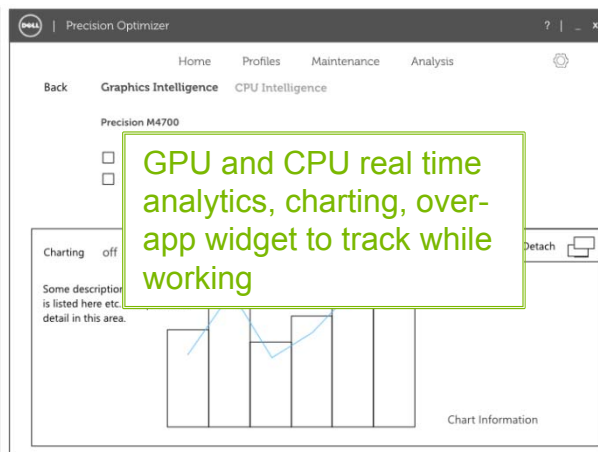 DELL | Precision Optimizer ? | _ x
Home Profiles Maintenance Analysis
Back Graphics Intelligence CPU Intelligence
Precision M4700
GPU and CPU real time
analytics, charting, over-
app widget to track while
working
Charting off
Detach
Some description
is listed here etc.
detail in this area.
Chart Information